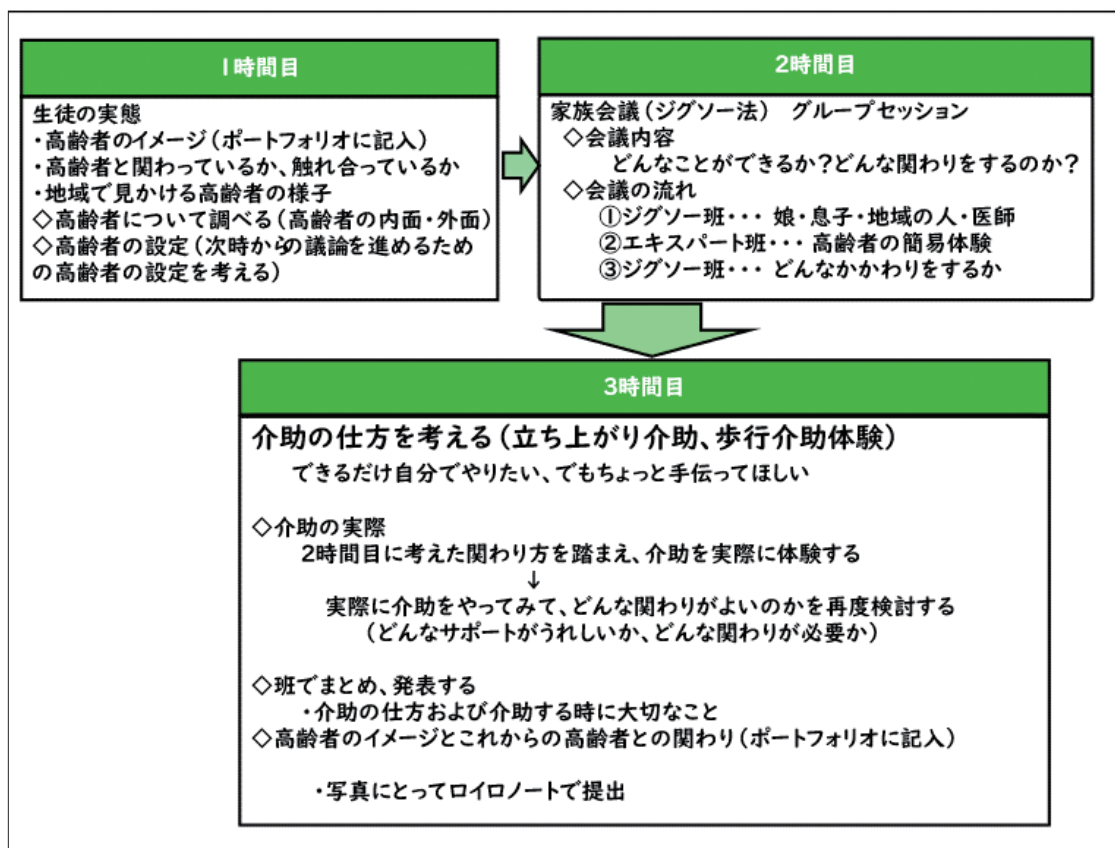 1時間目
生徒の実態
・高齢者のイメージ(ポートフォリオに記入)
・高齢者と関わっているか、触れ合っているか
・地域で見かける高齢者の様子
◇高齢者について調べる(高齢者の内面・外面)
◇高齢者の設定(次時からの議論を進めるため
の高齢者の設定を考える)
2時間目
家族会議(ジグソー法) グループセッション
◇会議内容
どんなことができるか?どんな関わりをするのか?
◇会議の流れ
①ジグソー班・・・ 娘・息子・地域の人・医師
②エキスパート班・・・ 高齢者の簡易体験
③ジグソー班・・・ どんなかかわりをするか
3時間目
介助の仕方を考える(立ち上がり介助、歩行介助体験)
できるだけ自分でやりたい、でもちょっと手伝ってほしい
◇介助の実際
2時間目に考えた関わり方を踏まえ、介助を実際に体験する
↓
実際に介助をやってみて、どんな関わりがよいのかを再度検討する
(どんなサポートがうれしいか、どんな関わりが必要か)
◇班でまとめ、発表する
・介助の仕方および介助する時に大切なこと
◇高齢者のイメージとこれからの高齢者との関わり(ポートフォリオに記入)
・写真にとってロイロノートで提出